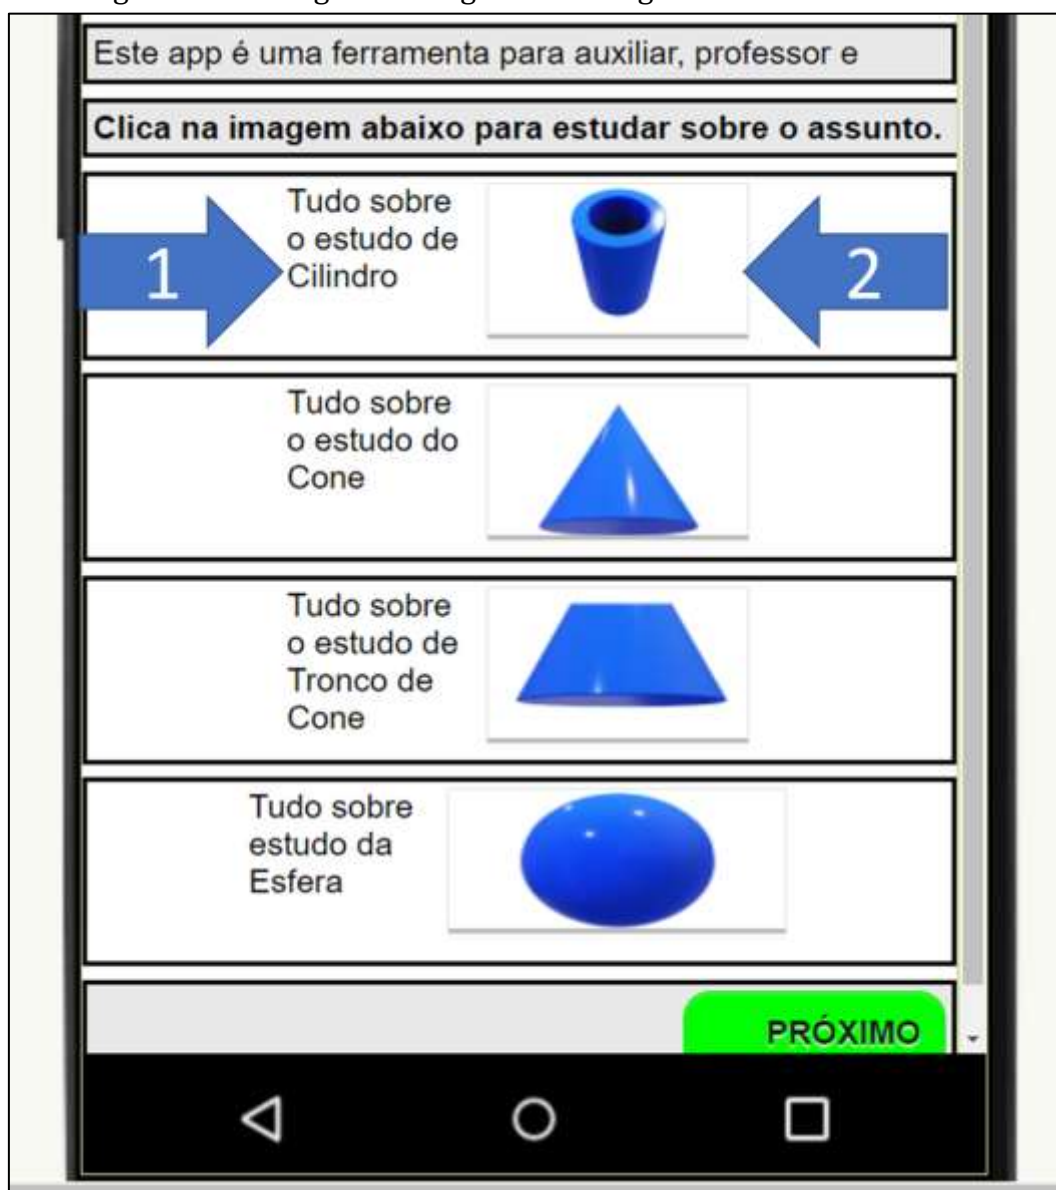 Este app é uma ferramenta para auxiliar, professor e
Clica na imagem abaixo para estudar sobre o assunto.
Tudo sobre
o estudo de
Cilindro
1
2
Tudo sobre
o estudo do
Cone
Tudo sobre
o estudo de
Tronco de
Cone
Tudo sobre
estudo da
Esfera
PRÓXIMO